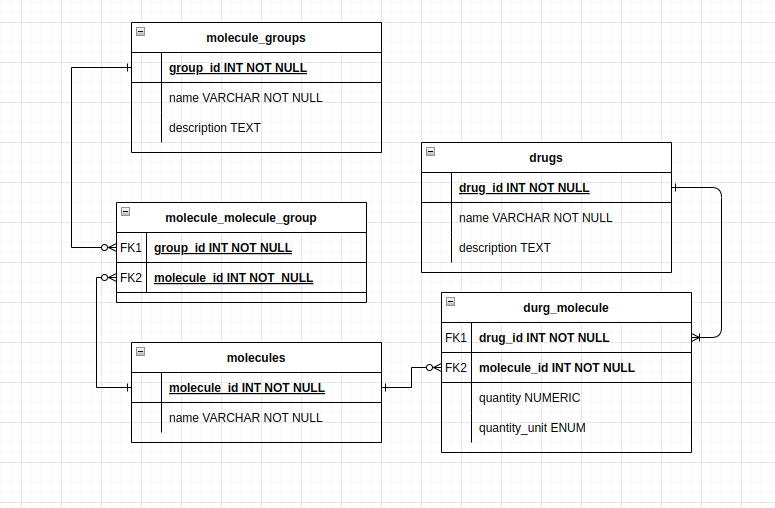 molecule_groups
group_id INT NOT NULL
name VARCHAR NOT NULL
description TEXT
molecule_molecule_group
FK1 group_id INT NOT NULL
FK2 molecule_id INT NOT NULL
molecules
molecule_id INT NOT NULL
name VARCHAR NOT NULL
drugs
drug_id INT NOT NULL
name VARCHAR NOT NULL
description TEXT
durg_molecule
FK1 drug_id INT NOT NULL
FK2 molecule_id INT NOT NULL
quantity NUMERIC
quantity_unit ENUM